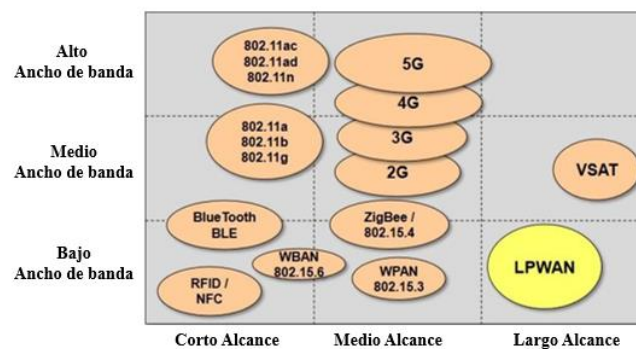 Alto
Ancho de banda
802.11ac
802.11ad
802.11n
5G
4G
Medio
Ancho de banda
802.11a
802.11b
802.11g
3G
2G
VSAT
Bajo
Ancho de banda
BlueTooth
BLE
ZigBee /
802.15.4
WBAN
802.15.6
WPAN
802.15.3
LPWAN
RFID /
NFC
Corto Alcance
Medio Alcance
Largo Alcance